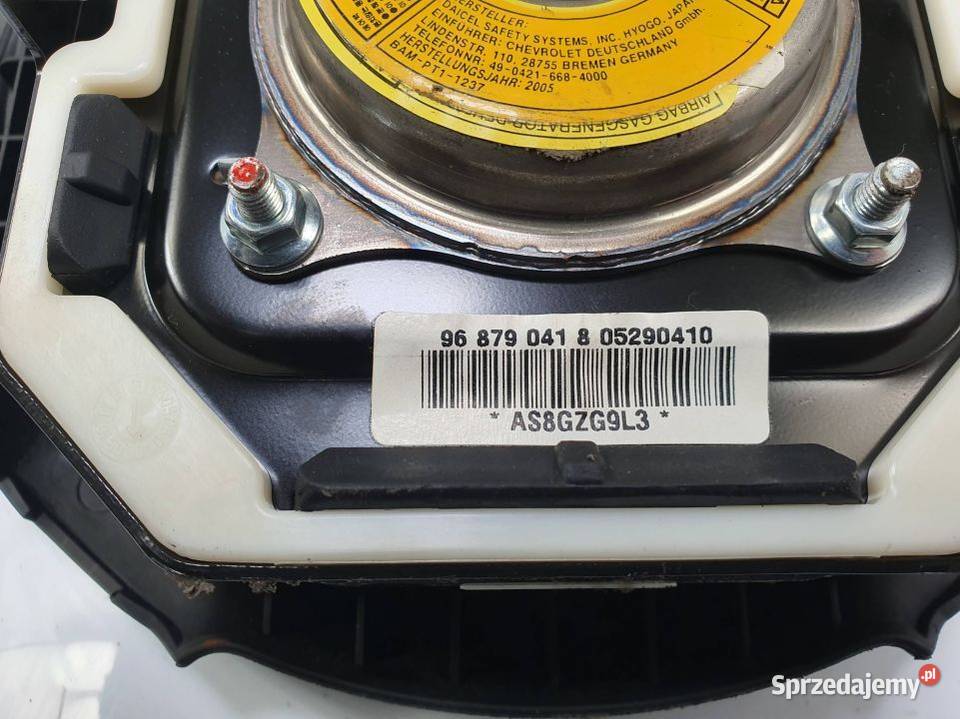 HERSTELLER:
DAICEL SAFETY SYSTEMS, INC. HYOGO, JAPAN
EINFÜHRER: CHEVROLET DEUTSCHLAND GmbH.
LINDENSTR, 110, 28755 BREMEN GERMANY
TELEFONNR: 49-0421-668-4000
HERSTELLUNGSJAHR: 2005
BAM-PT1-1237
AIRBAG GASGENERATOR
96 879 041 8 05290410
* AS8GZG9L3 *
Sprzedajemy.pl